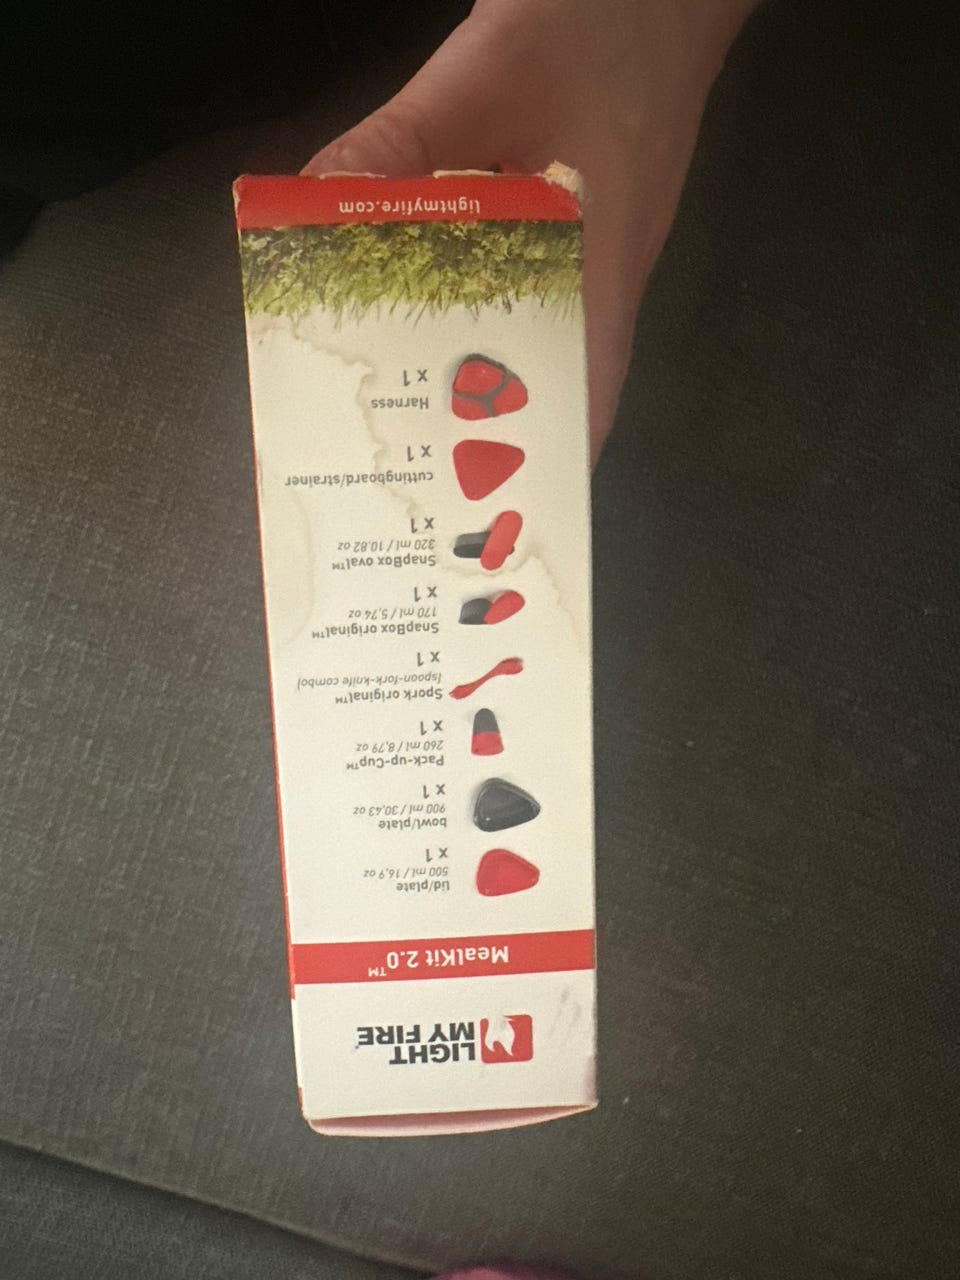 LIGHT
MY FIRE
MealKit 2.0™
lid/plate
500 ml / 16,9 oz
x 1
bowl/plate
900 ml / 30,43 oz
x 1
Pack-up-Cup™
260 ml / 8,79 oz
x 1
Spork original™
(spoon-fork-knife combo)
x 1
SnapBox original™
170 ml / 5,74 oz
x 1
SnapBox oval™
320 ml / 10.82 oz
x 1
cuttingboard/strainer
x 1
Harness
x 1
lightmyfire.com